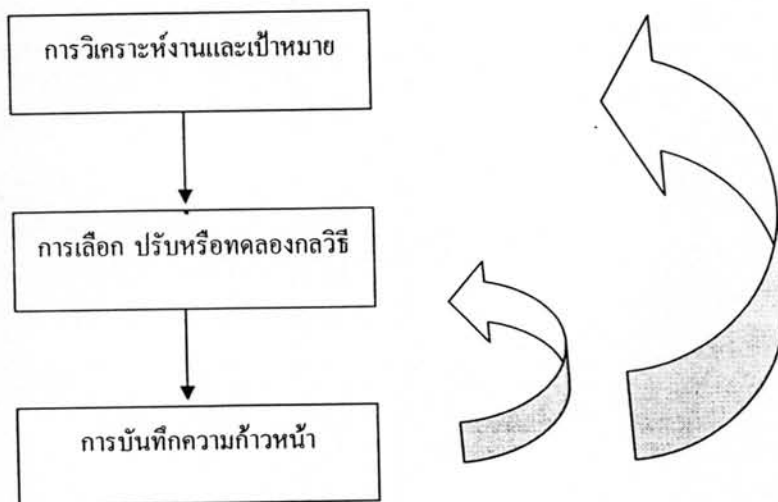 การวิเคราะห์งานและเป้าหมาย
การเลือก ปรับหรือทดลองกลวิธี
การบันทึกความก้าวหน้า